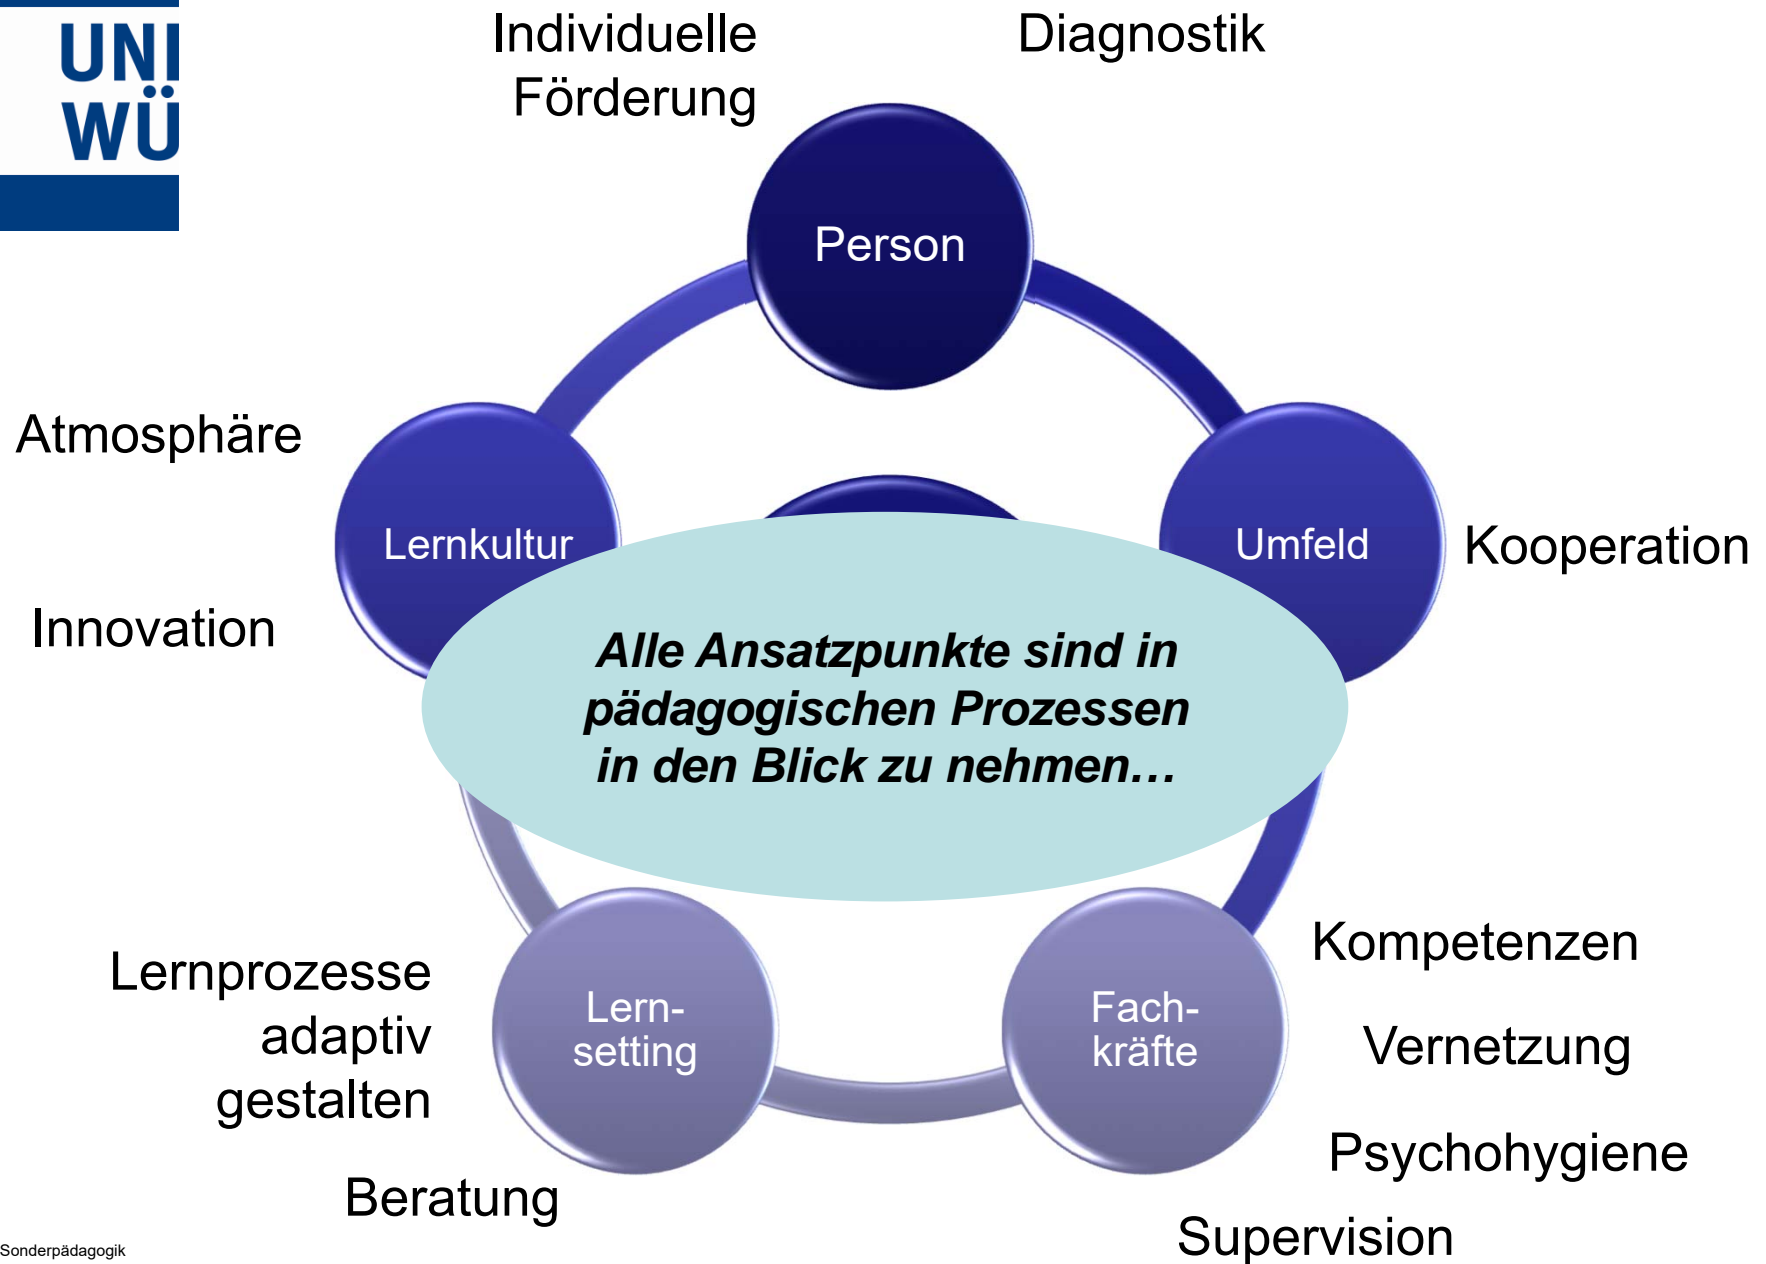 UNI
WÜ
Individuelle
Förderung
Diagnostik
Person
Atmosphäre
Lernkultur
Umfeld
Kooperation
Innovation
Alle Ansatzpunkte sind in
pädagogischen Prozessen
in den Blick zu nehmen…
Kompetenzen
Lernprozesse
adaptiv
gestalten
Lern-
setting
Fach-
kräfte
Vernetzung
Psychohygiene
Beratung
Supervision
Sonderpädagogik